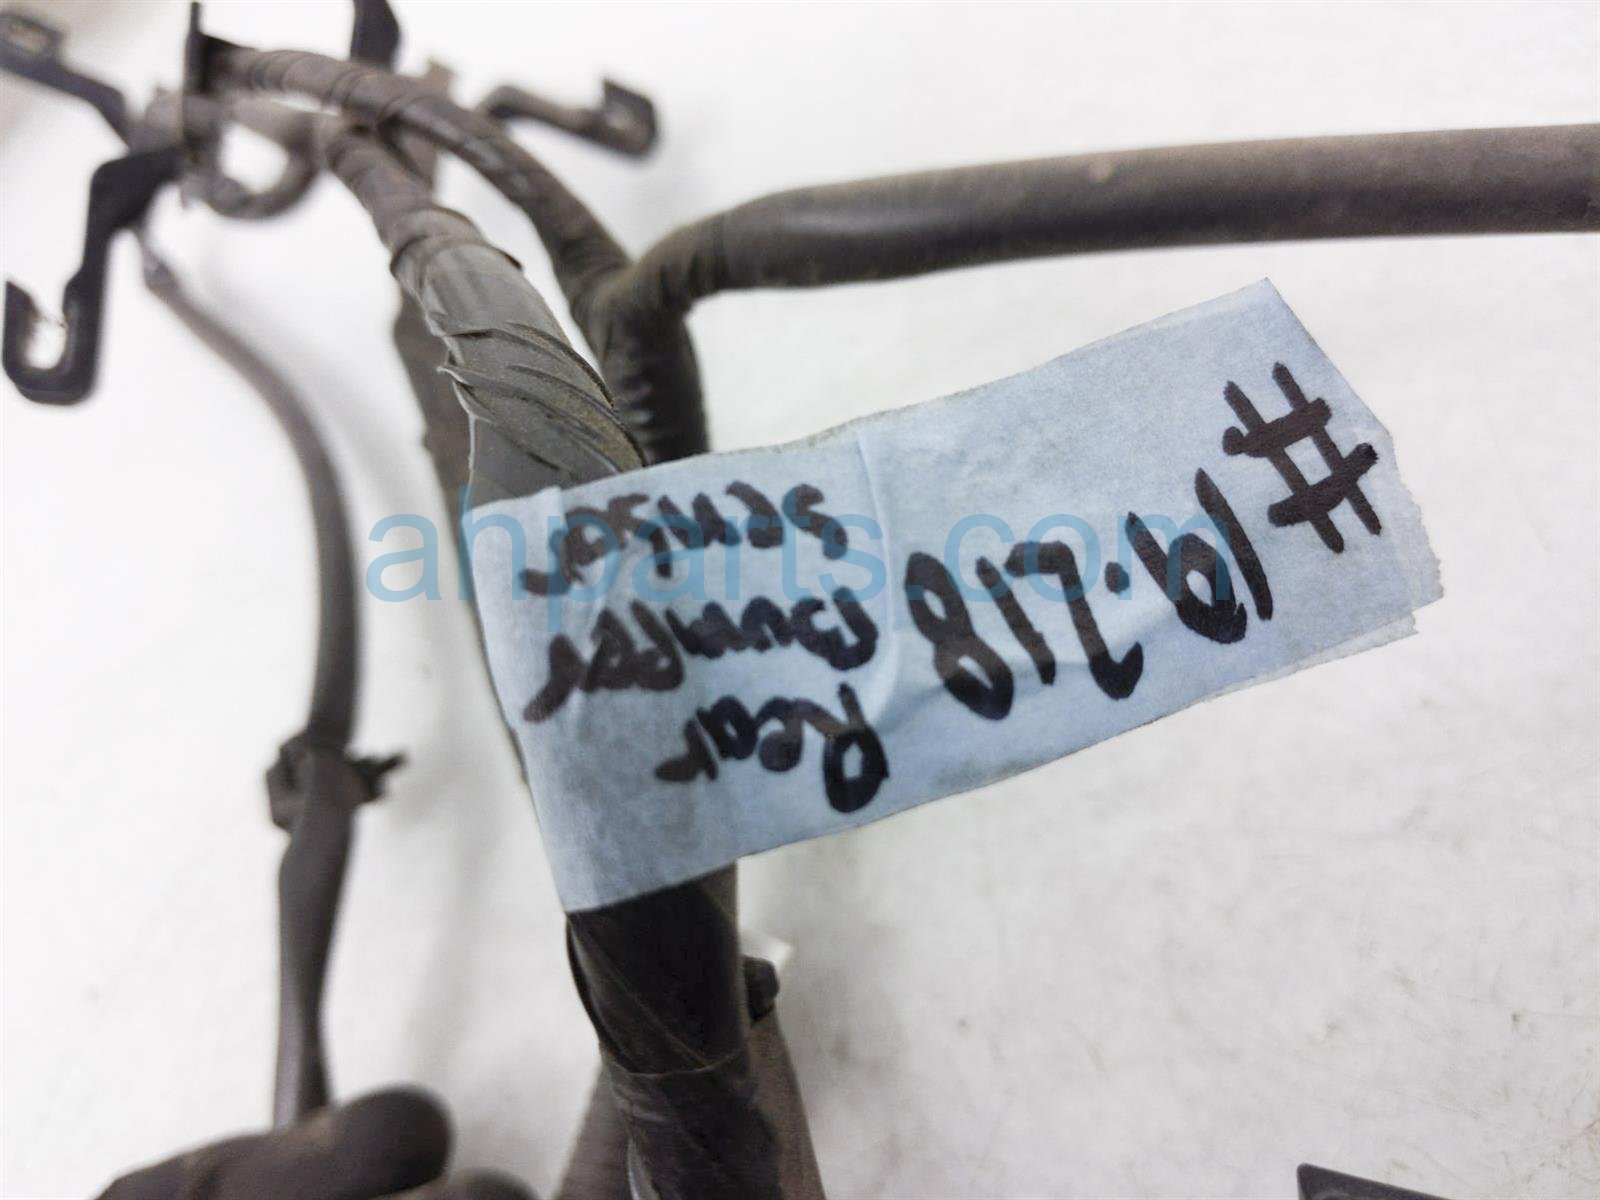 #19.218
Rear
Bumper
sensor
ahparts.com